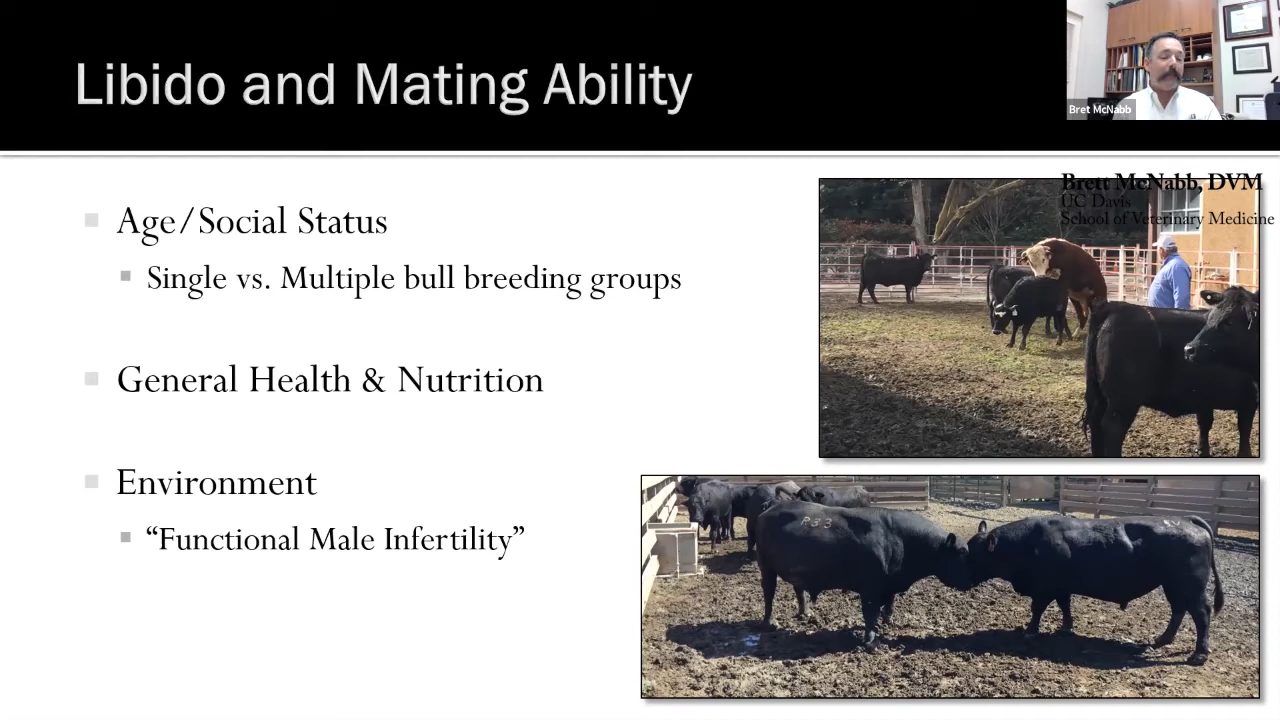 Libido and Mating Ability
Bret McNabb
Brett McNabb, DVM
UC Davis
School of Veterinary Medicine
Age/Social Status
Single vs. Multiple bull breeding groups
General Health & Nutrition
Environment
“Functional Male Infertility”
R33